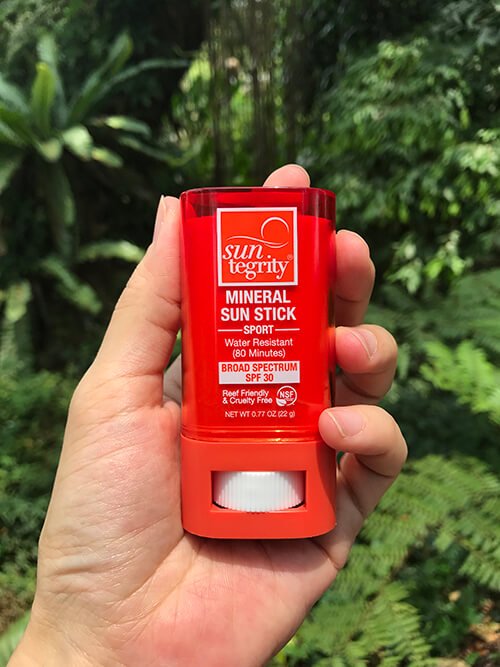 sun
tegrity®
MINERAL
SUN STICK
SPORT
Water Resistant
(80 Minutes)
BROAD SPECTRUM
SPF 30
Reef Friendly
& Cruelty Free
NSF
NET WT 0.77 OZ (22 g)